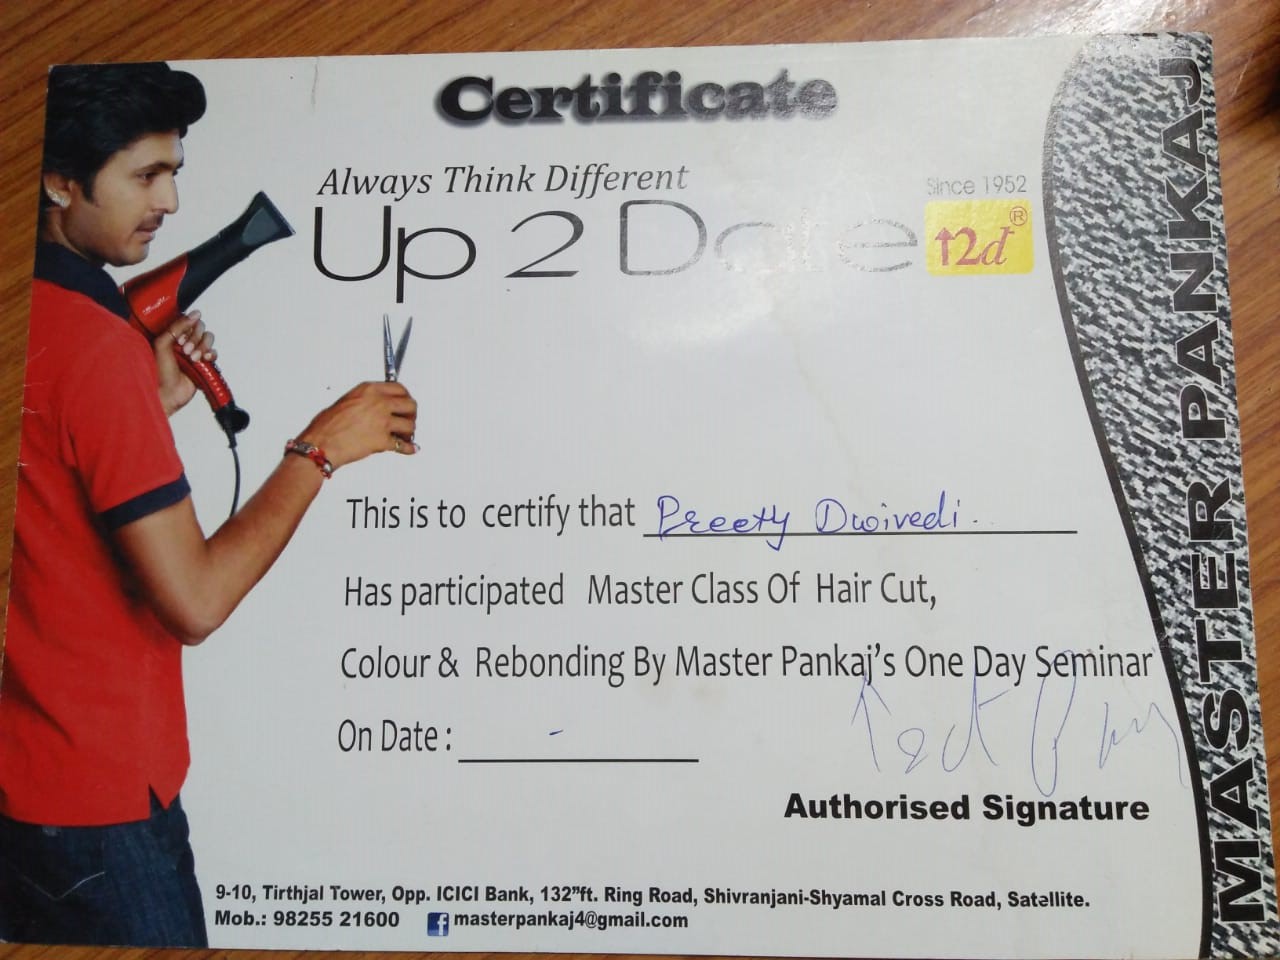 Certificate
Always Think Different
Up 2 Date
Since 1952
2d ®
This is to certify that Preety Dwivedi.
Has participated Master Class Of Hair Cut,
Colour & Rebonding By Master Pankaj's One Day Seminar
On Date : -
Authorised Signature
9-10, Tirthjal Tower, Opp. ICICI Bank, 132"ft. Ring Road, Shivranjani-Shyamal Cross Road, Satellite.
Mob.: 98255 21600 f masterpankaj4@gmail.com
MASTER PANKAJ